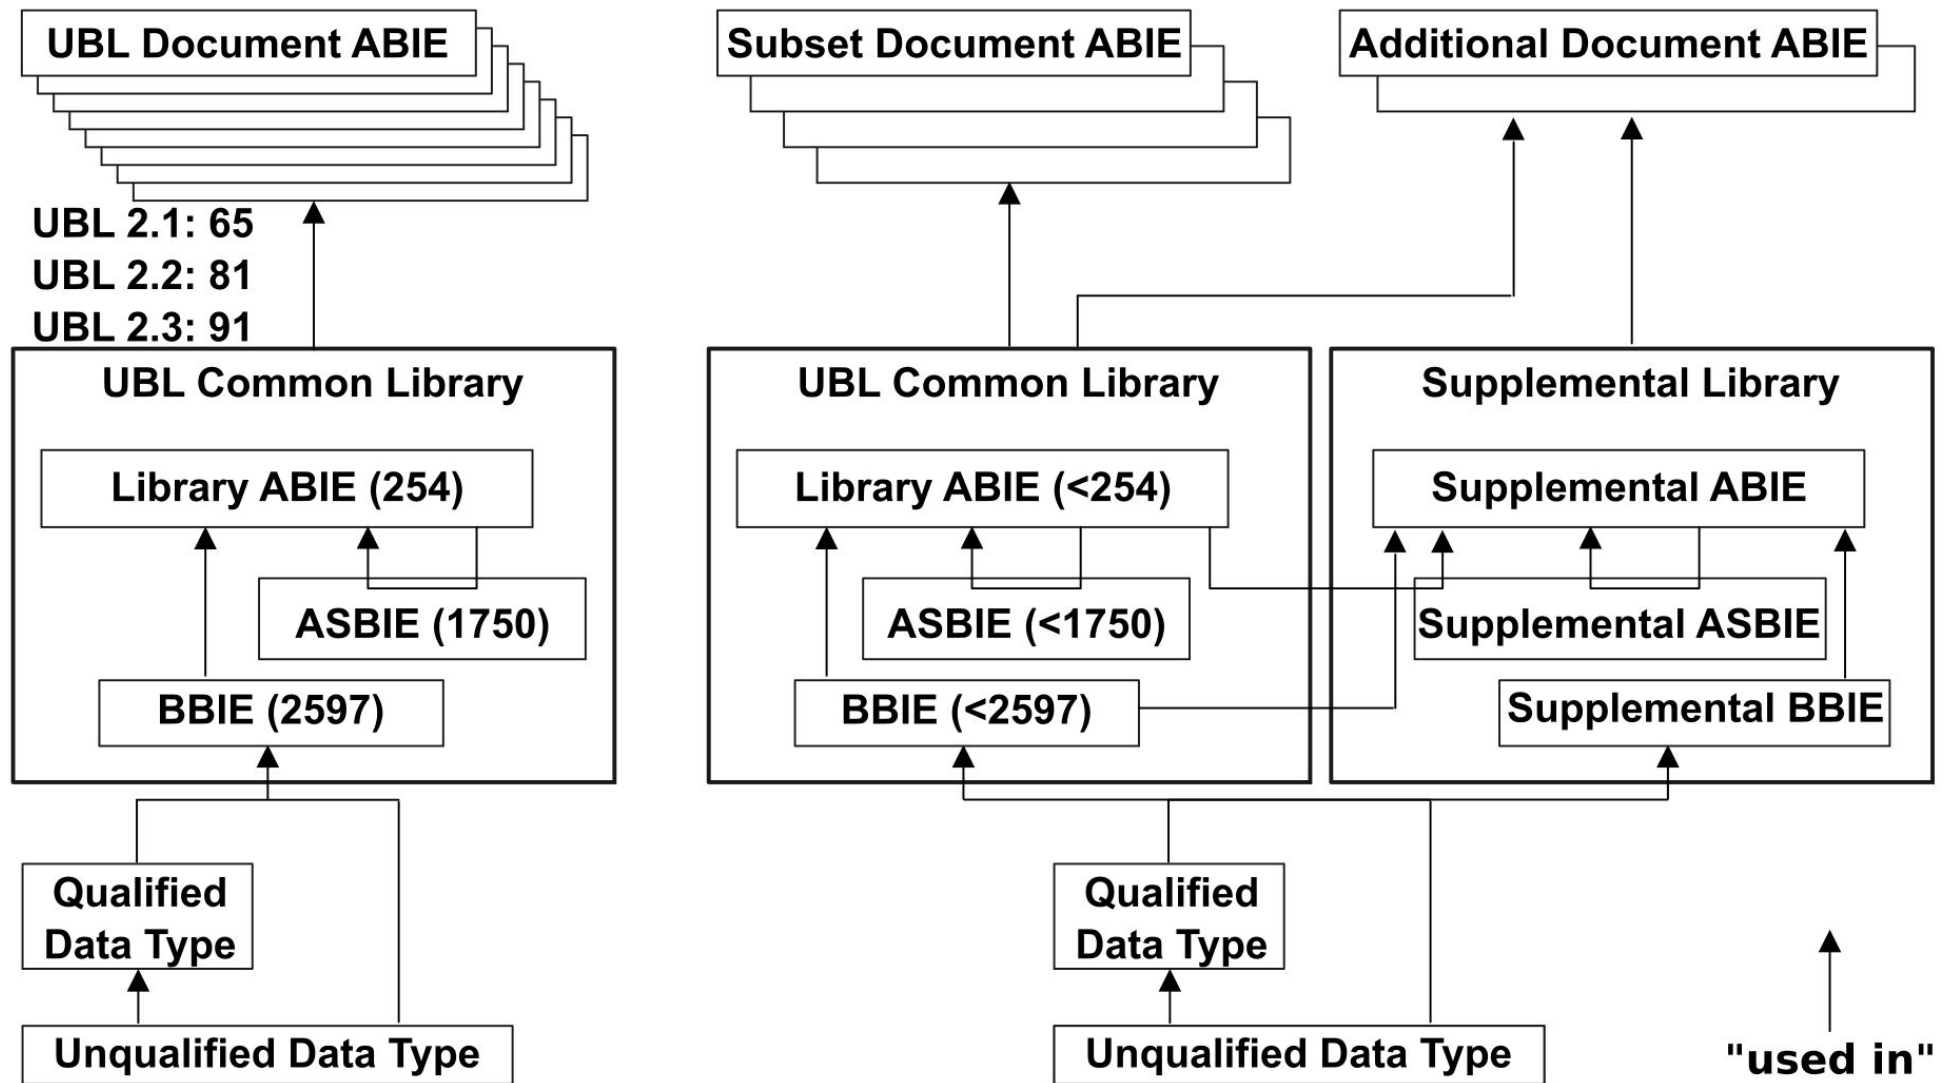 UBL Document ABIE
Subset Document ABIE
Additional Document ABIE
UBL 2.1: 65
UBL 2.2: 81
UBL 2.3: 91
UBL Common Library
Library ABIE (254)
ASBIE (1750)
BBIE (2597)
Qualified
Data Type
Unqualified Data Type
UBL Common Library
Library ABIE (<254)
ASBIE (<1750)
BBIE (<2597)
Supplemental Library
Supplemental ABIE
Supplemental ASBIE
Supplemental BBIE
Qualified
Data Type
Unqualified Data Type
"used in"